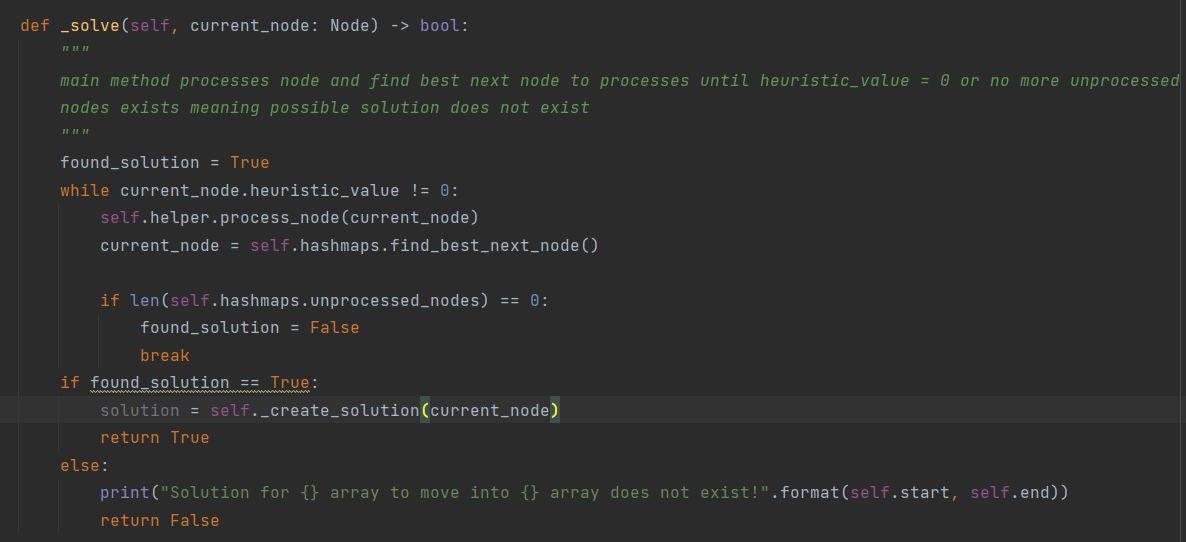 def _solve(self, current_node: Node) -> bool:
"""
main method processes node and find best next node to processes until heuristic_value = 0 or no more unprocessed
nodes exists meaning possible solution does not exist
"""
found_solution = True
while current_node.heuristic_value != 0:
self.helper.process_node(current_node)
current_node = self.hashmaps.find_best_next_node()
if len(self.hashmaps.unprocessed_nodes) == 0:
found_solution = False
break
if found_solution == True:
solution = self._create_solution(current_node)
return True
else:
print("Solution for {} array to move into {} array does not exist!".format(self.start, self.end))
return False